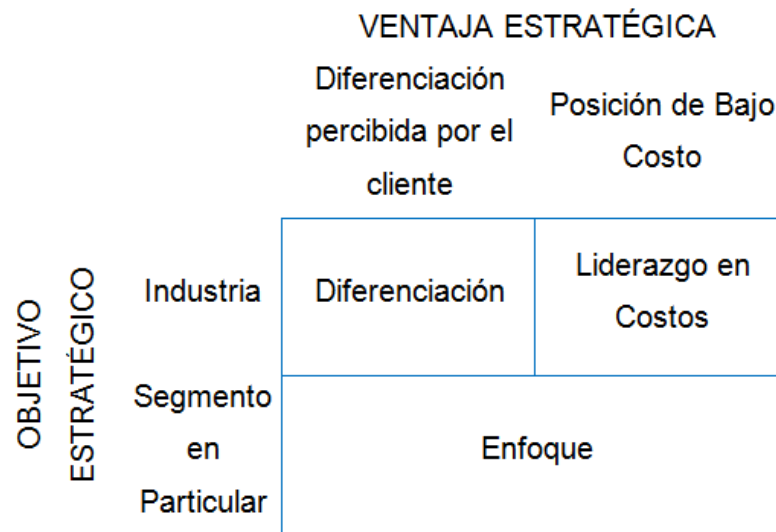 VENTAJA ESTRATÉGICA
Diferenciación
percibida por el
cliente
Posición de Bajo
Costo
OBJETIVO
ESTRATÉGICO
Industria
Diferenciación
Liderazgo en
Costos
Segmento
en
Particular
Enfoque